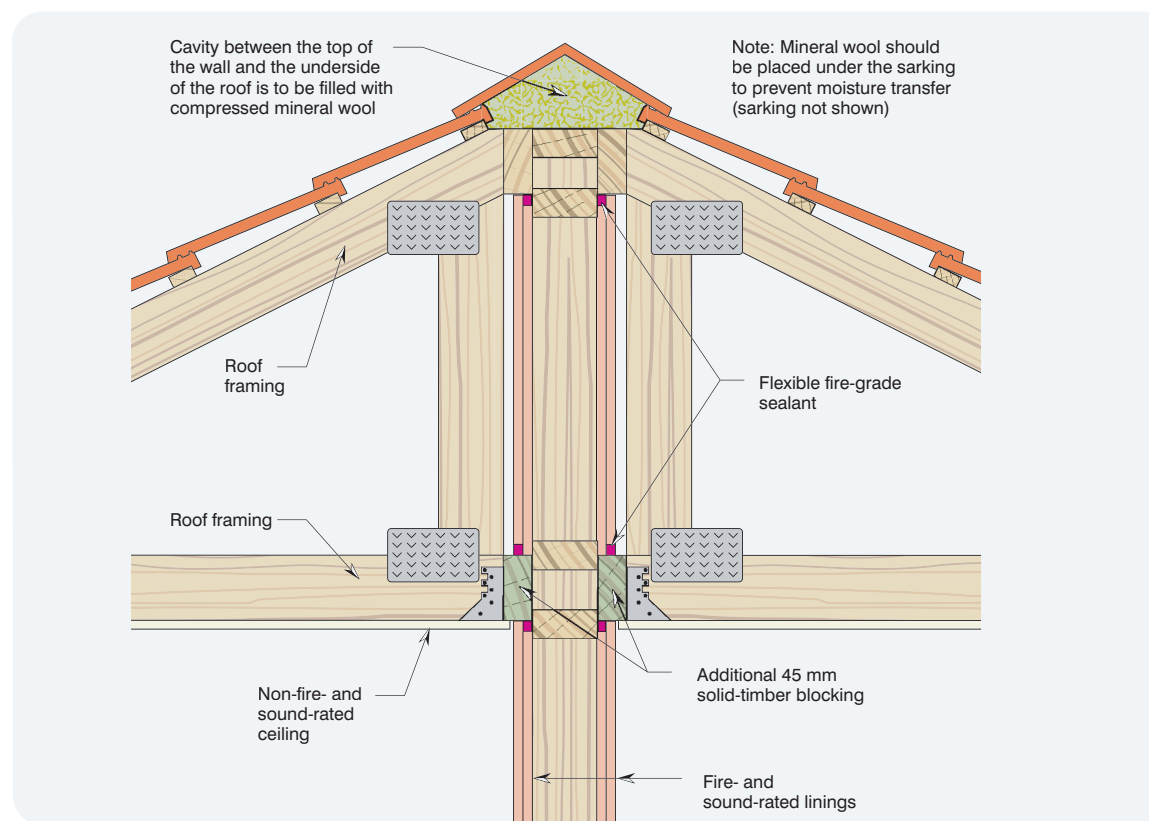 Cavity between the top of
the wall and the underside
of the roof is to be filled with
compressed mineral wool
Note: Mineral wool should
be placed under the sarking
to prevent moisture transfer
(sarking not shown)
Roof
framing
Flexible fire-grade
sealant
Roof framing
Additional 45 mm
solid-timber blocking
Non-fire- and
sound-rated
ceiling
Fire- and
sound-rated linings